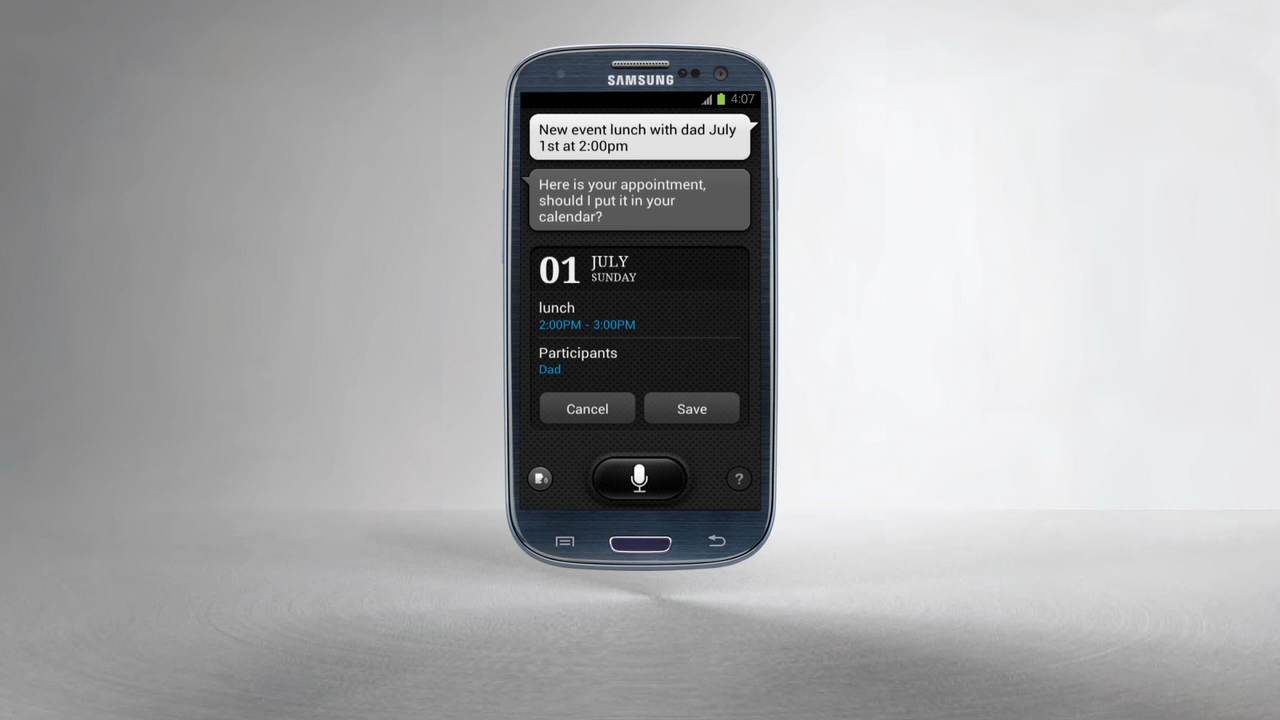 SAMSUNG
4:07
New event lunch with dad July
1st at 2:00pm
Here is your appointment,
should I put it in your
calendar?
01 JULY
SUNDAY
lunch
2:00PM - 3:00PM
Participants
Dad
Cancel Save
?